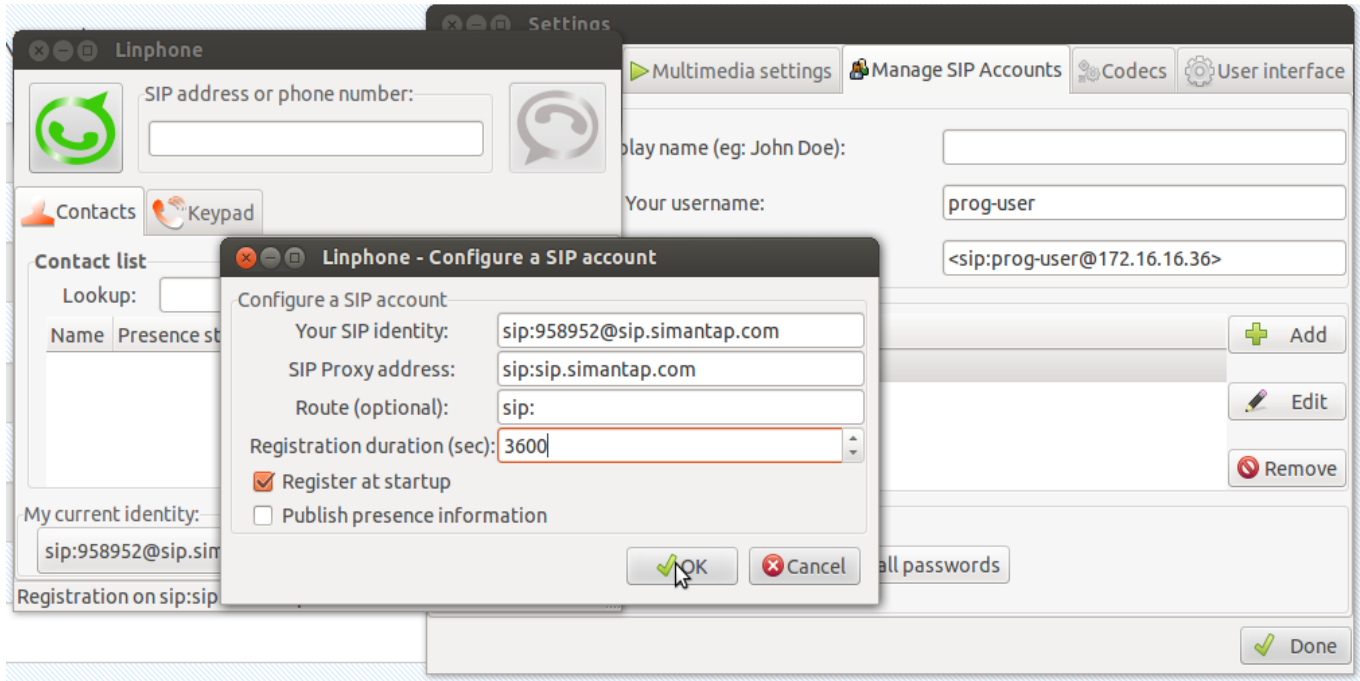 Settings
Linphone
Multimedia settings
Manage SIP Accounts
Codecs
User interface
SIP address or phone number:
play name (eg: John Doe):
Your username:
prog-user
<sip:prog-user@172.16.16.36>
Contacts
Keypad
Contact list
Lookup:
Name
Presence st
Linphone - Configure a SIP account
Configure a SIP account
Your SIP identity:
sip:958952@sip.simantap.com
SIP Proxy address:
sip:sip.simantap.com
Route (optional):
sip:
Registration duration (sec):
3600
Register at startup
Publish presence information
OK
Cancel
Add
Edit
Remove
My current identity:
sip:958952@sip.sim
Registration on sip:sip
all passwords
Done